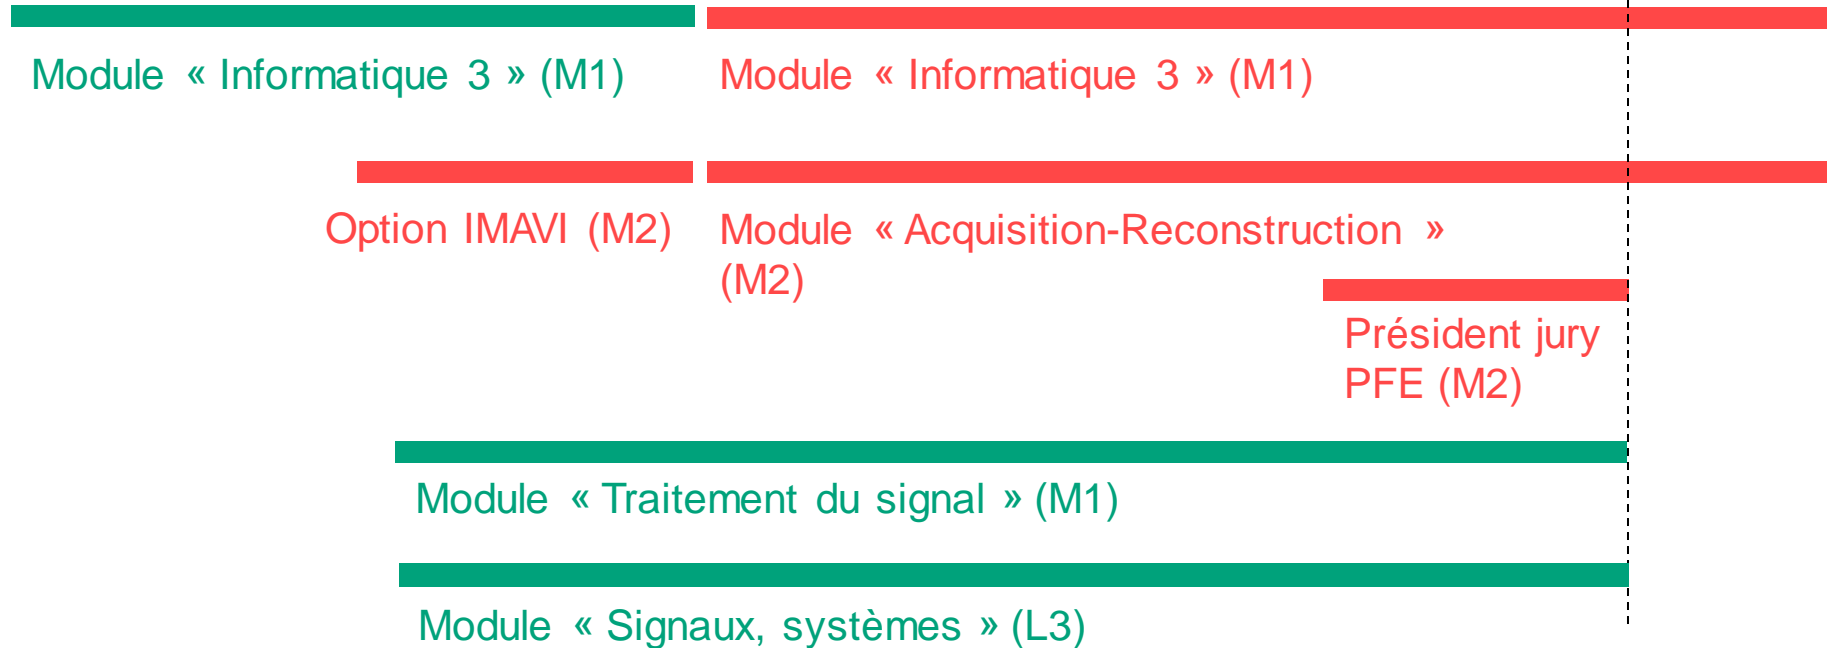 Module « Informatique 3 » (M1)
Module « Informatique 3 » (M1)
Option IMAVI (M2)
Module « Acquisition-Reconstruction »
(M2)
Président jury
PFE (M2)
Module « Traitement du signal » (M1)
Module « Signaux, systèmes » (L3)